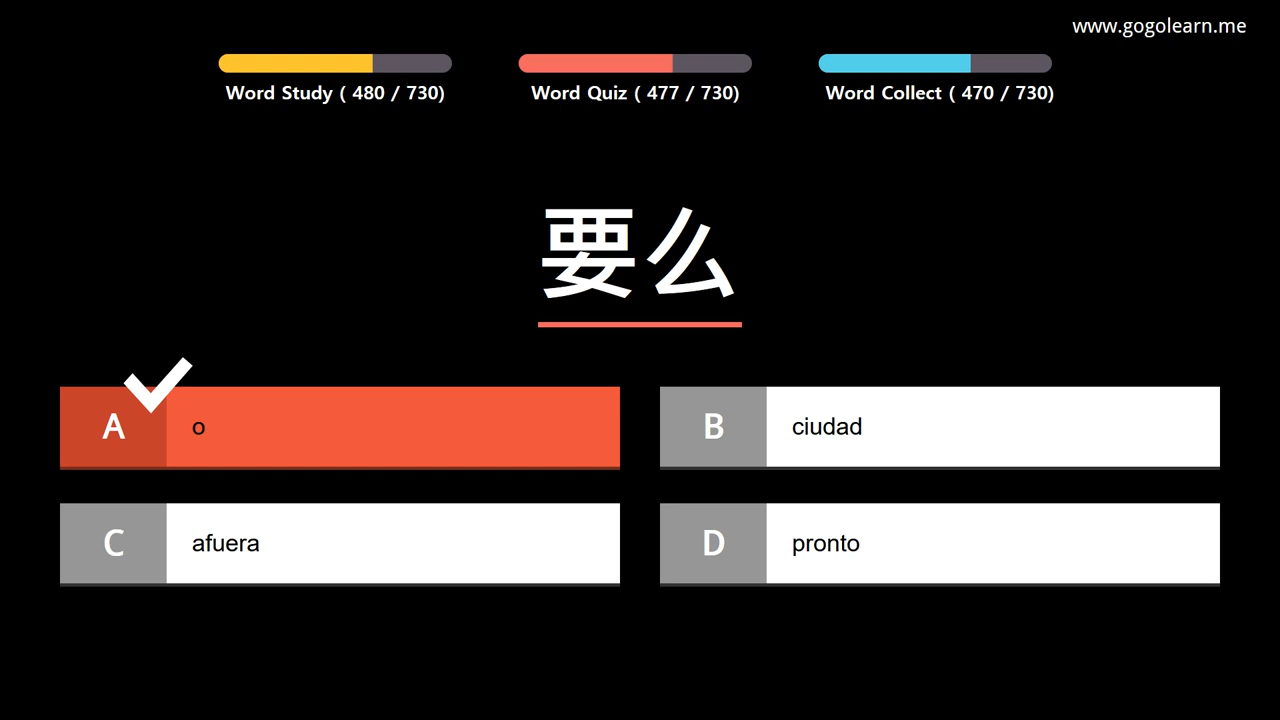 www.gogolearn.me
Word Study ( 480 / 730)
Word Quiz ( 477 / 730)
Word Collect ( 470 / 730)
要么
A o
B ciudad
C afuera
D pronto